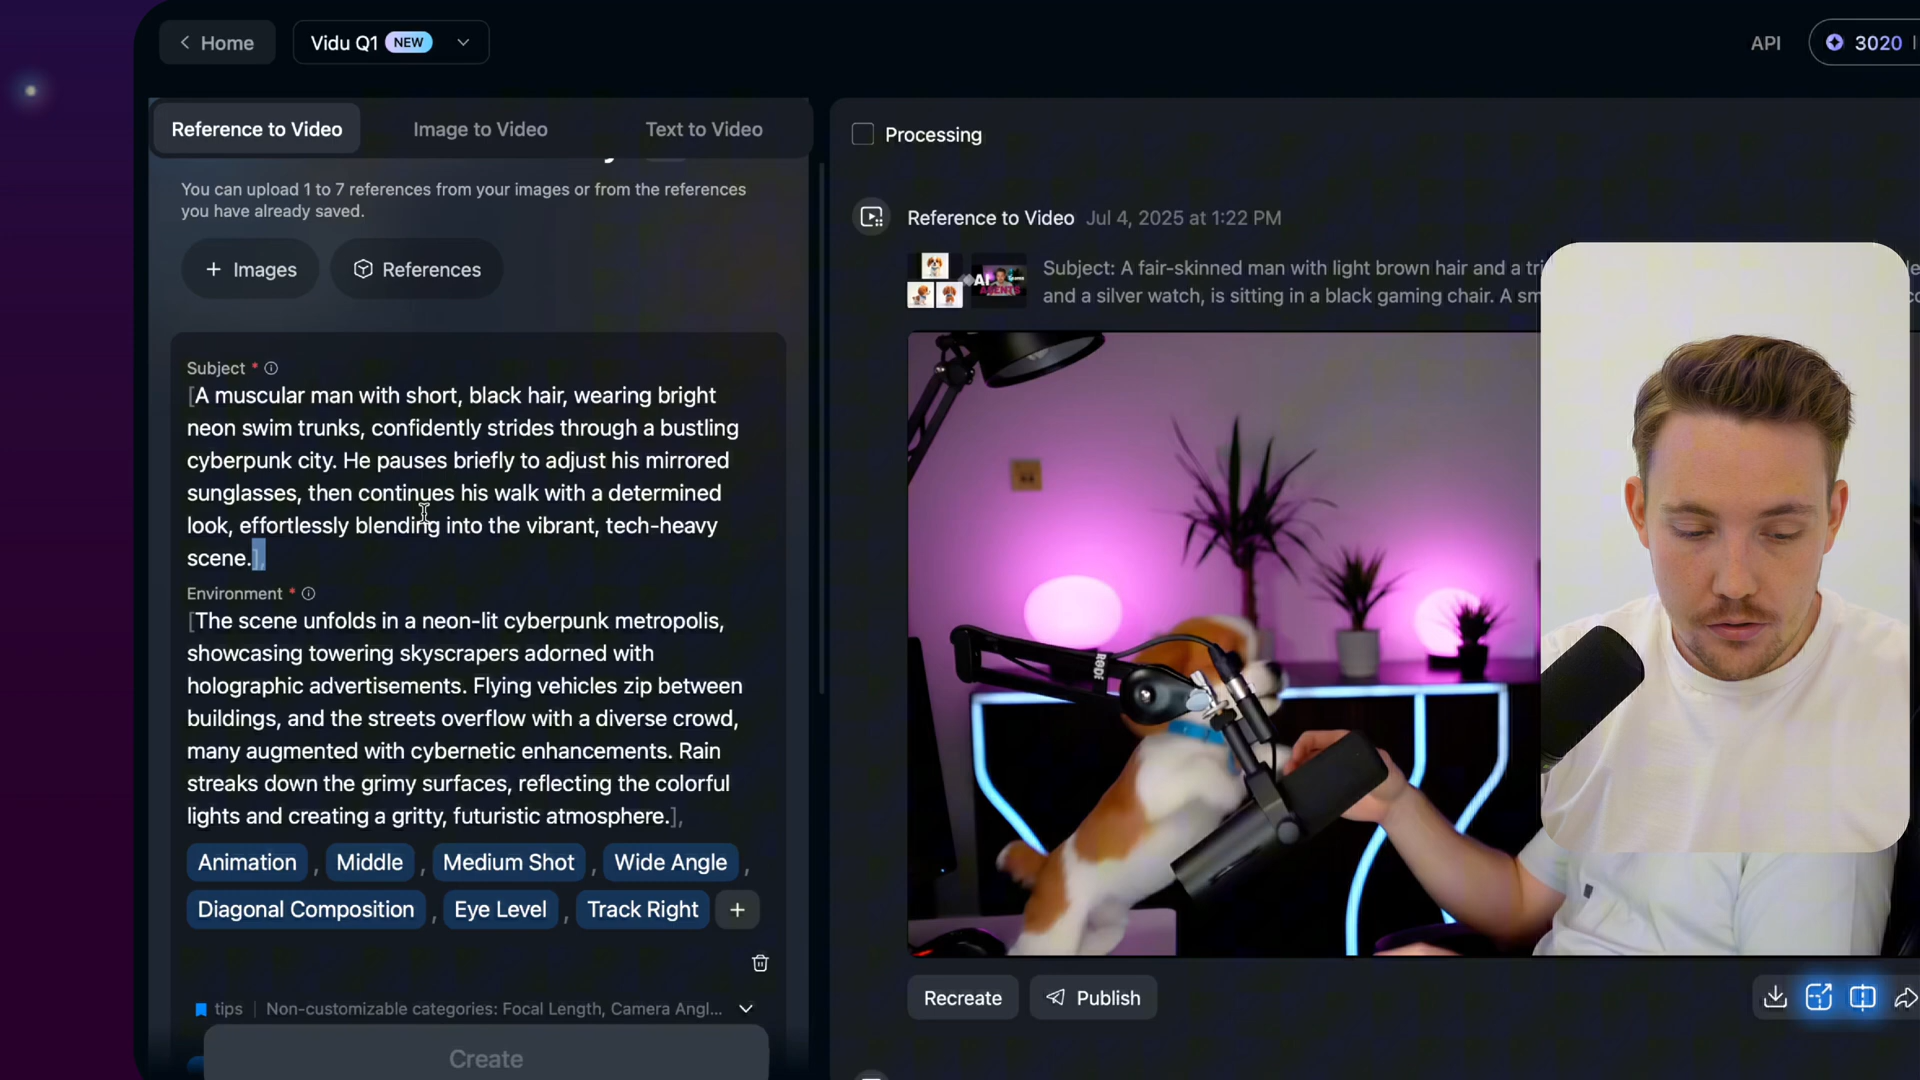 Home
Vidu Q1 NEW
API
3020
Reference to Video
Image to Video
Text to Video
You can upload 1 to 7 references from your images or from the references
you have already saved.
+ Images
References
Subject *
[A muscular man with short, black hair, wearing bright
neon swim trunks, confidently strides through a bustling
cyberpunk city. He pauses briefly to adjust his mirrored
sunglasses, then continues his walk with a determined
look, effortlessly blending into the vibrant, tech-heavy
scene.],
Environment *
[The scene unfolds in a neon-lit cyberpunk metropolis,
showcasing towering skyscrapers adorned with
holographic advertisements. Flying vehicles zip between
buildings, and the streets overflow with a diverse crowd,
many augmented with cybernetic enhancements. Rain
streaks down the grimy surfaces, reflecting the colorful
lights and creating a gritty, futuristic atmosphere.],
Animation , Middle , Medium Shot , Wide Angle ,
Diagonal Composition , Eye Level , Track Right +
tips | Non-customizable categories: Focal Length, Camera Angl...
Create
Processing
Reference to Video Jul 4, 2025 at 1:22 PM
AI
AGENTS
Subject: A fair-skinned man with light brown hair and a tri
and a silver watch, is sitting in a black gaming chair. A sm
RODE
Recreate
Publish